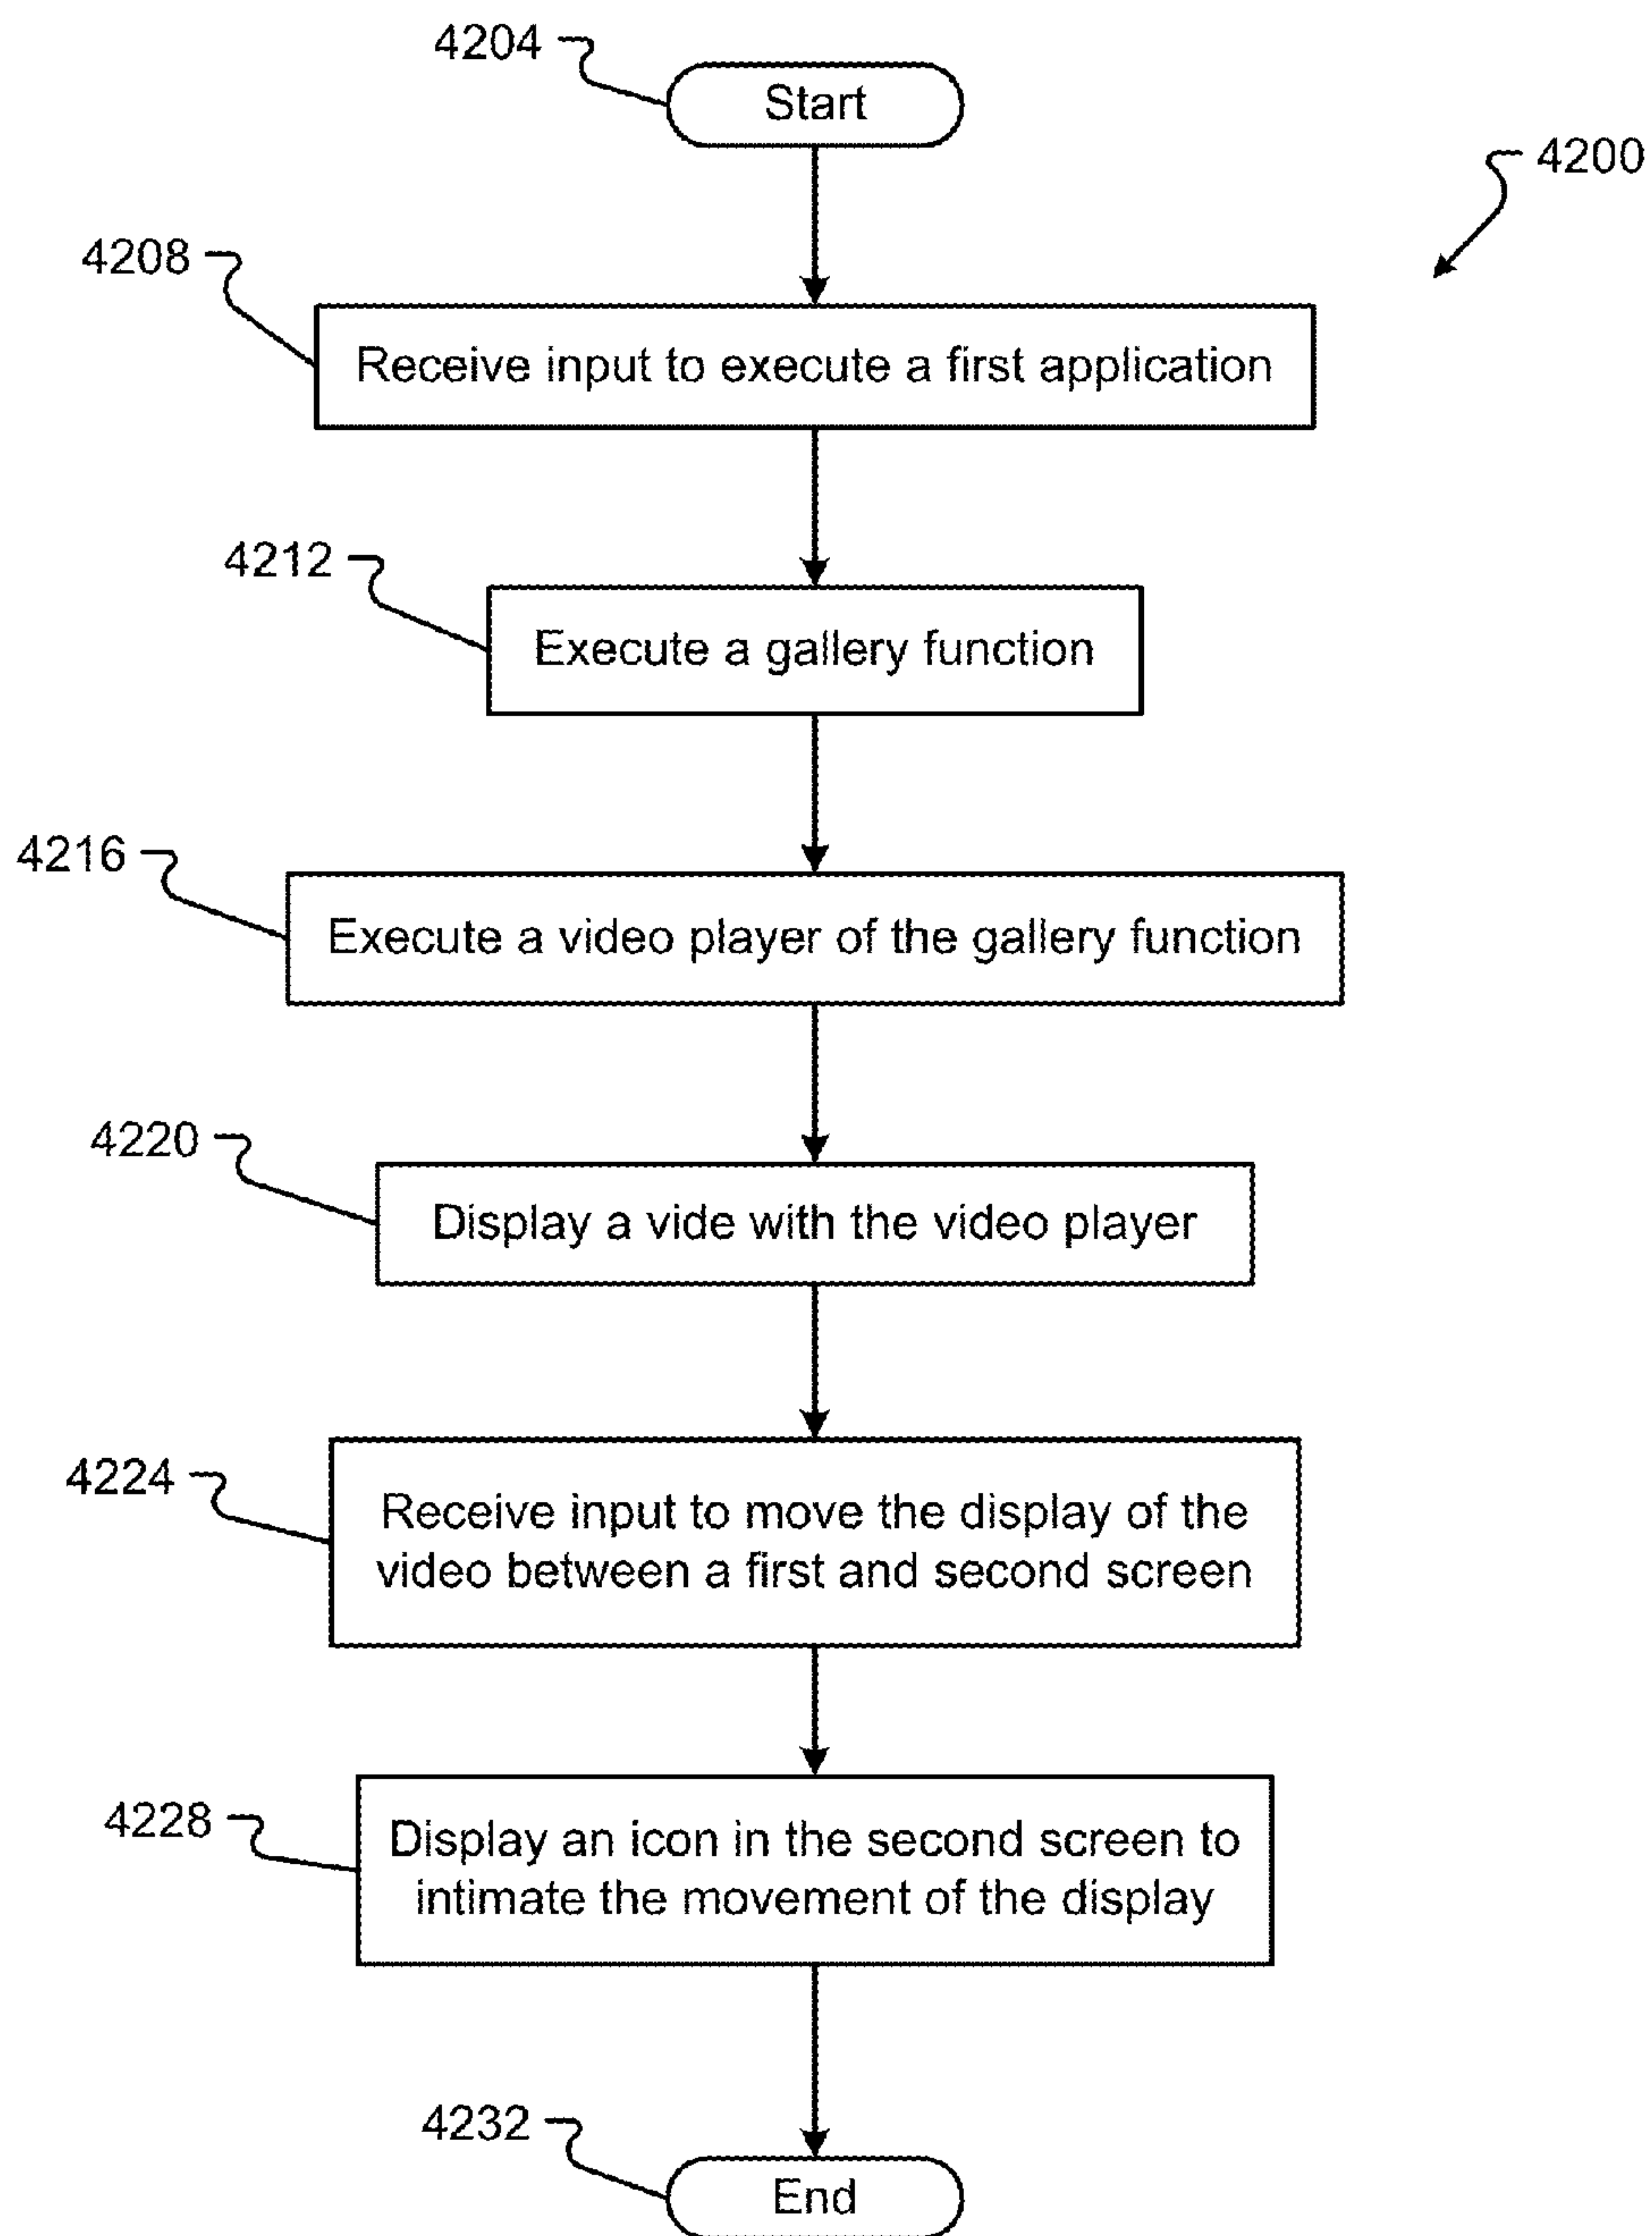 4204
Start
4200
4208
Receive input to execute a first application
4212
Execute a gallery function
4216
Execute a video player of the gallery function
4220
Display a vide with the video player
4224
Receive input to move the display of the
video between a first and second screen
4228
Display an icon in the second screen to
intimate the movement of the display
4232
End